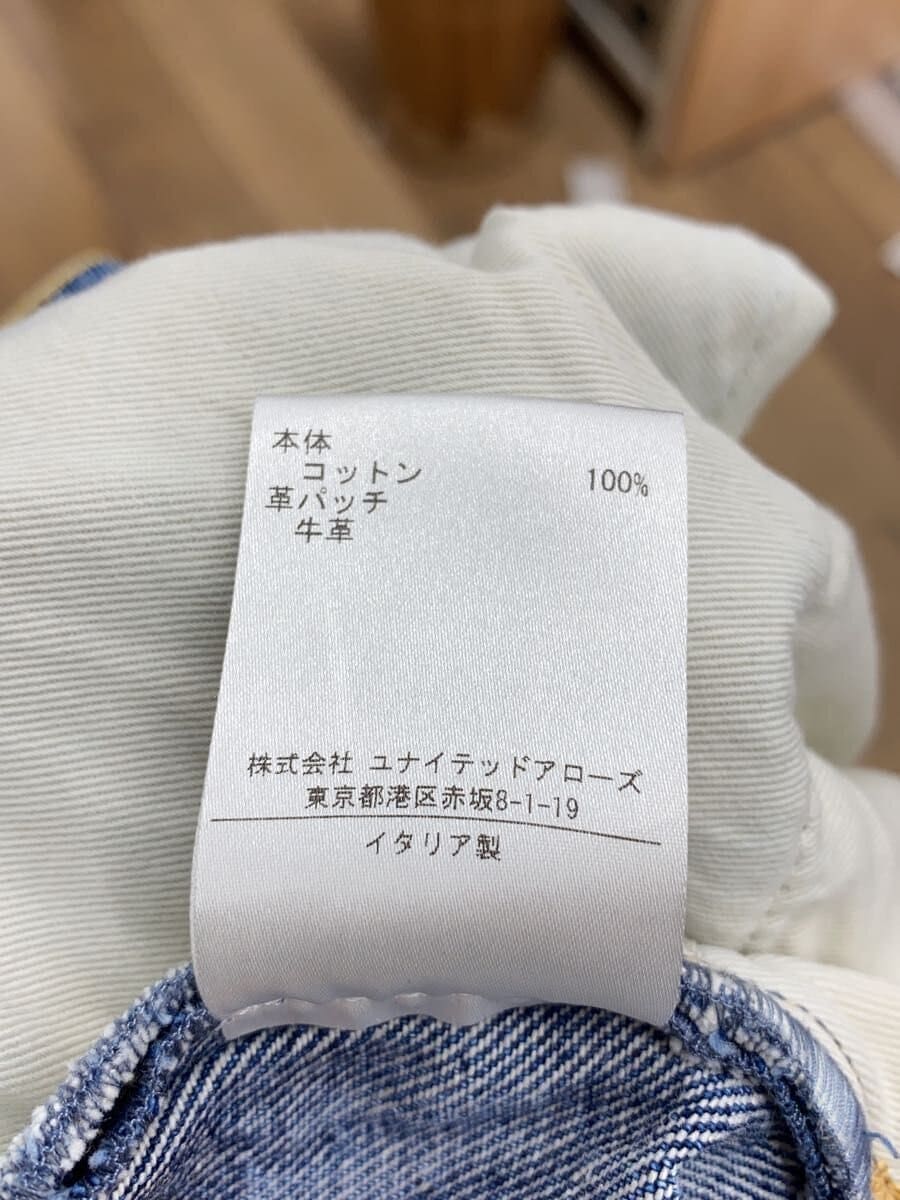 本体
コットン 100%
革パッチ
牛革
株式会社 ユナイテッドアローズ
東京都港区赤坂8-1-19
イタリア製